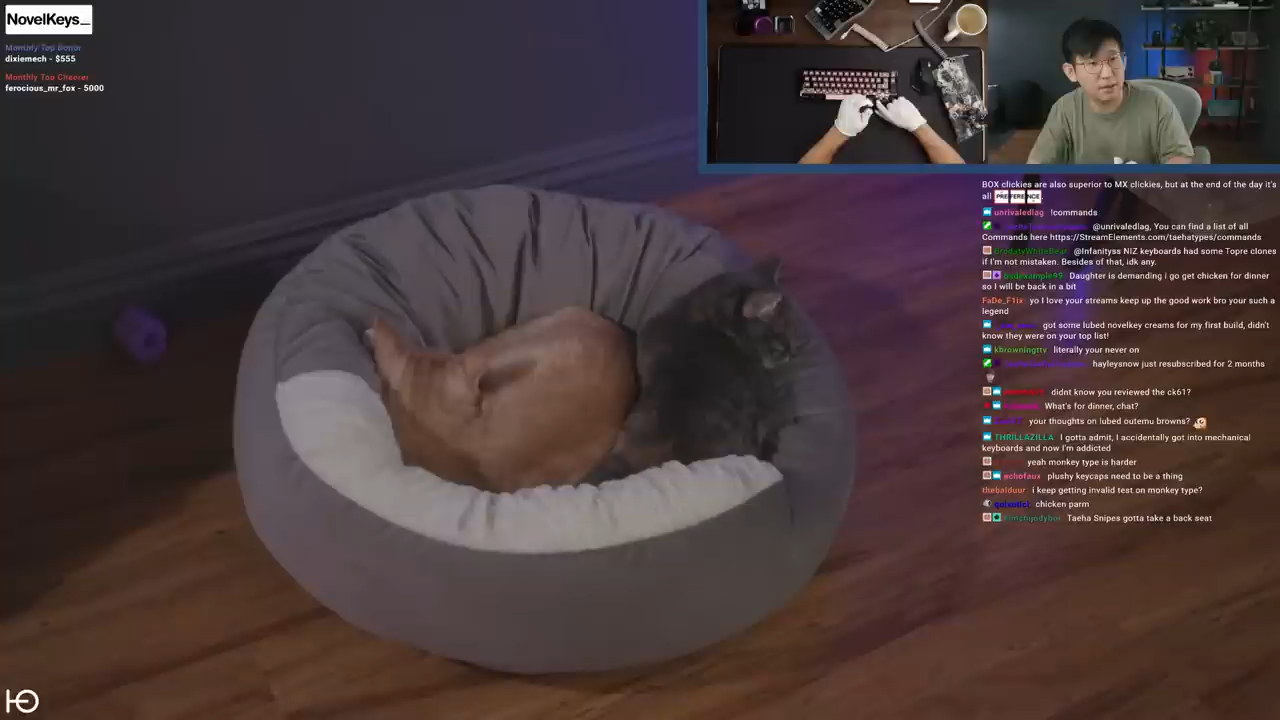 NovelKeys_
Monthly Top Donor
dixiemech - $555
Monthly Top Cheerer
ferocious_mr_fox - 5000
BOX clickies are also superior to MX clickies, but at the end of the day it's
all PREFERENCE.
unrivaledlag !commands
@unrivaledlag, You can find a list of all
Commands here https://StreamElements.com/taehatypes/commands
@Infanityss NIZ keyboards had some Topre clones
if I'm not mistaken. Besides of that, idk any.
Daughter is demanding i go get chicken for dinner
so I will be back in a bit
FaDe_F1ix yo I love your streams keep up the good work bro your such a
legend
got some lubed novelkey creams for my first build, didn't
know they were on your top list!
kbrowningttv literally your never on
hayleysnow just resubscribed for 2 months
didnt know you reviewed the ck61?
What's for dinner, chat?
your thoughts on lubed outemu browns?
THRILLAZILLA I gotta admit, I accidentally got into mechanical
keyboards and now I'm addicted
yeah monkey type is harder
echofaux plushy keycaps need to be a thing
thebalduur i keep getting invalid test on monkey type?
chicken parm
Taeha Snipes gotta take a back seat